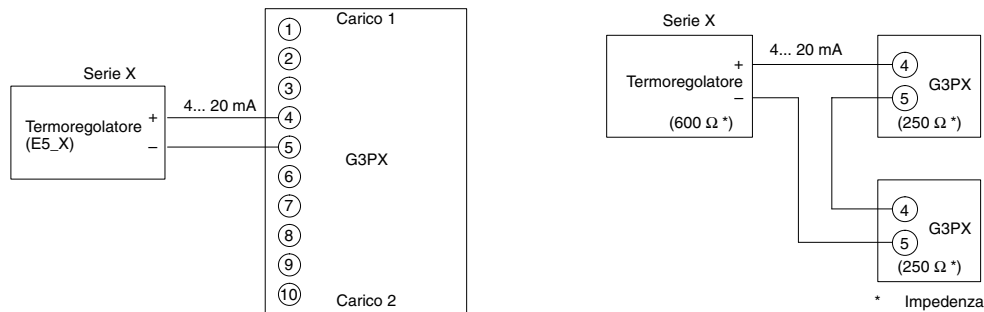 Carico 1
1
2
3
4
5
6
7
8
9
10
Serie X
Termoregolatore
(E5_X)
+
–
4... 20 mA
G3PX
Carico 2
Serie X
Termoregolatore
+
–
(600 Ω *)
4... 20 mA
4
5
G3PX
(250 Ω *)
4
5
G3PX
(250 Ω *)
* Impedenza